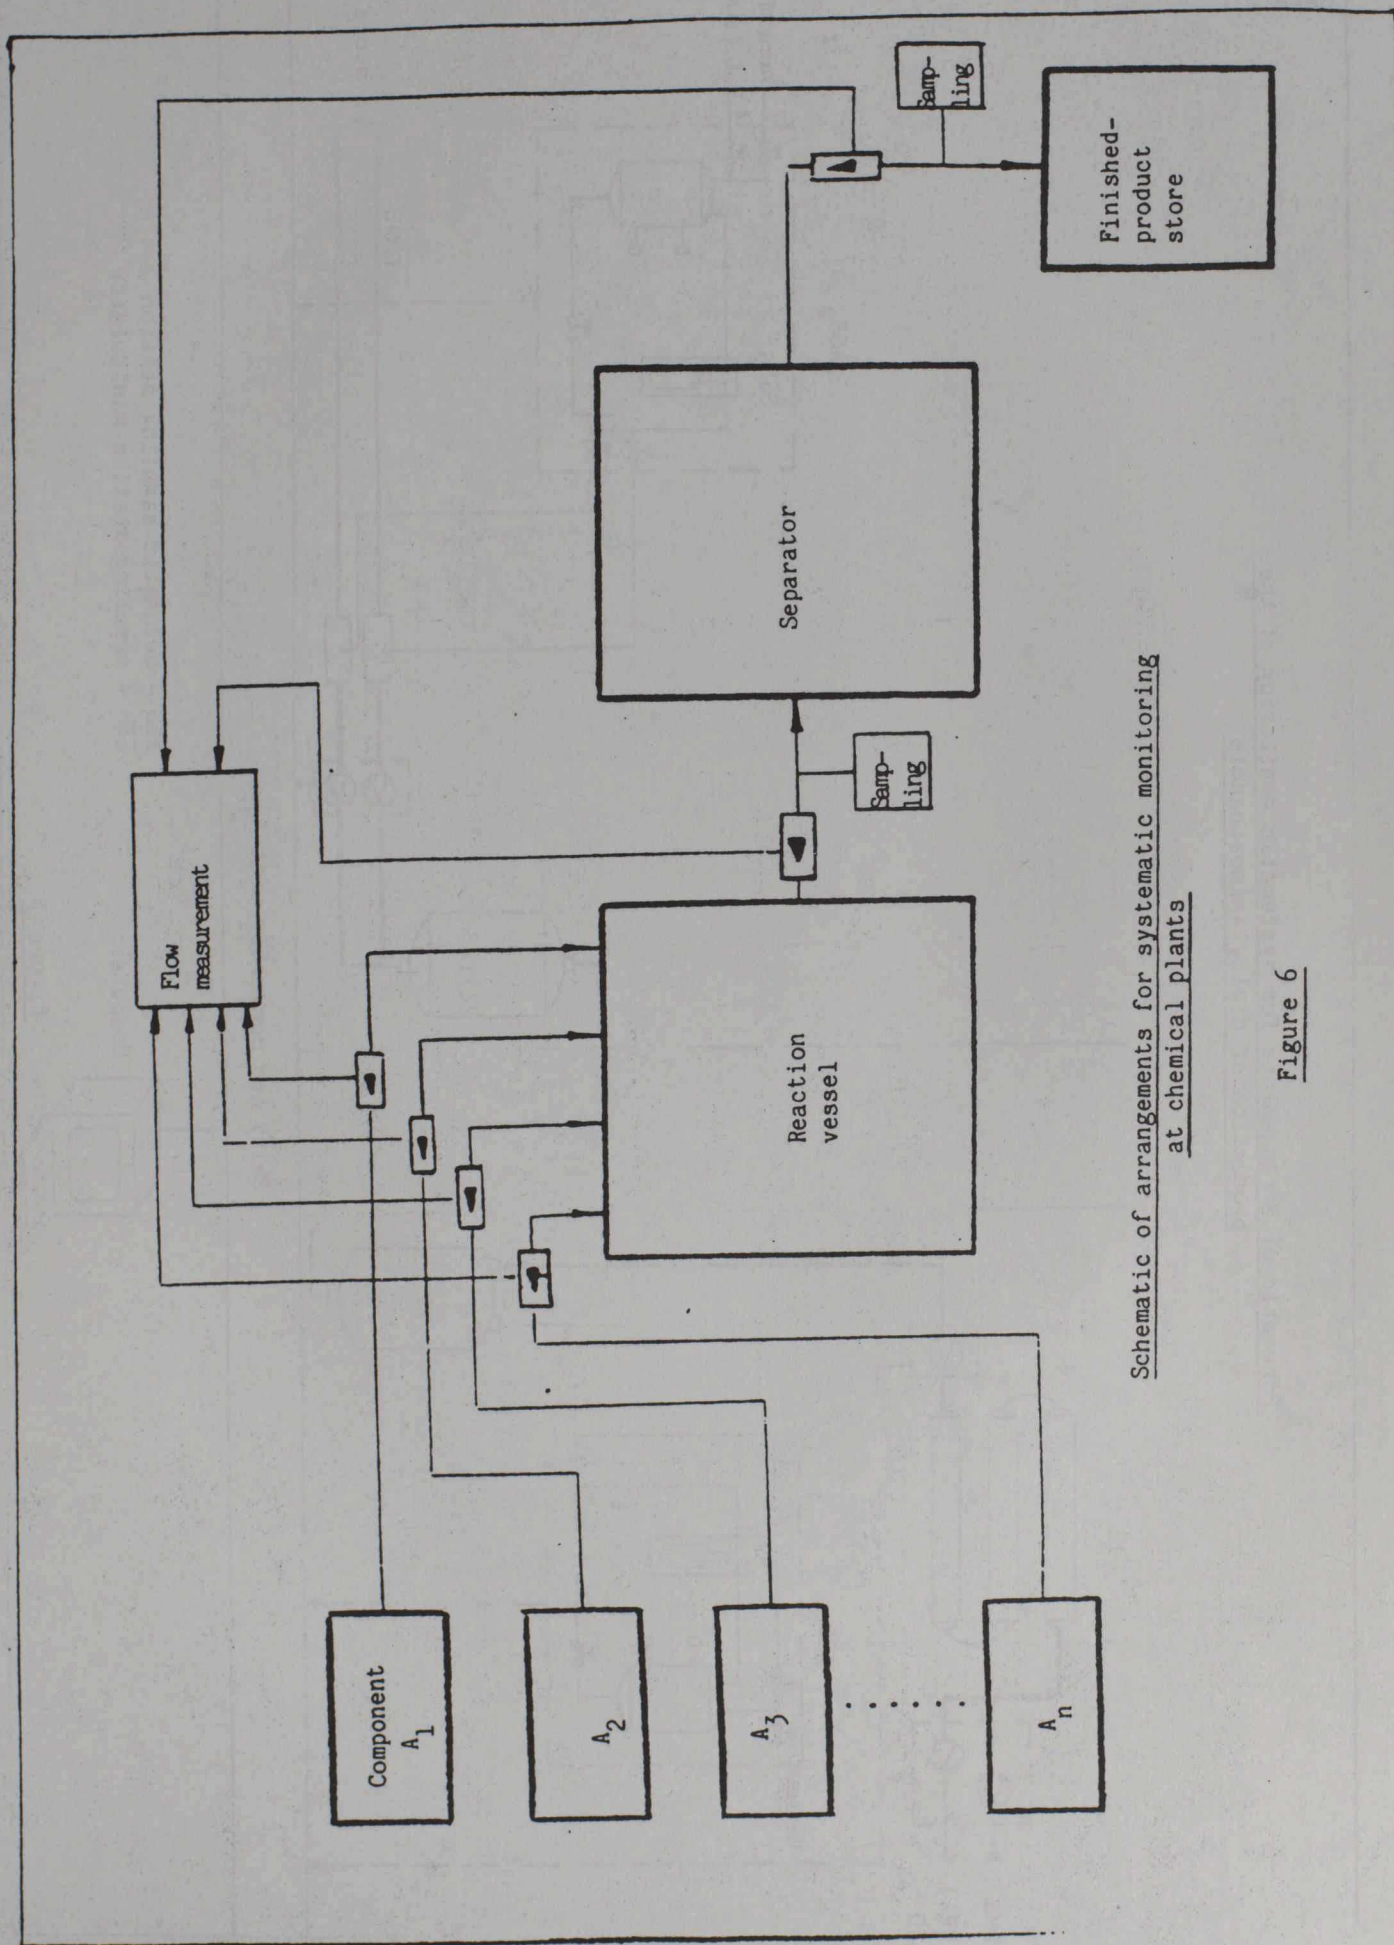 Component
A1
A2
A3
. . . . . .
An
Flow
measurement
Reaction
vessel
Samp-
ling
Separator
Samp-
ling
Finished-
product
store
Schematic of arrangements for systematic monitoring
at chemical plants
Figure 6